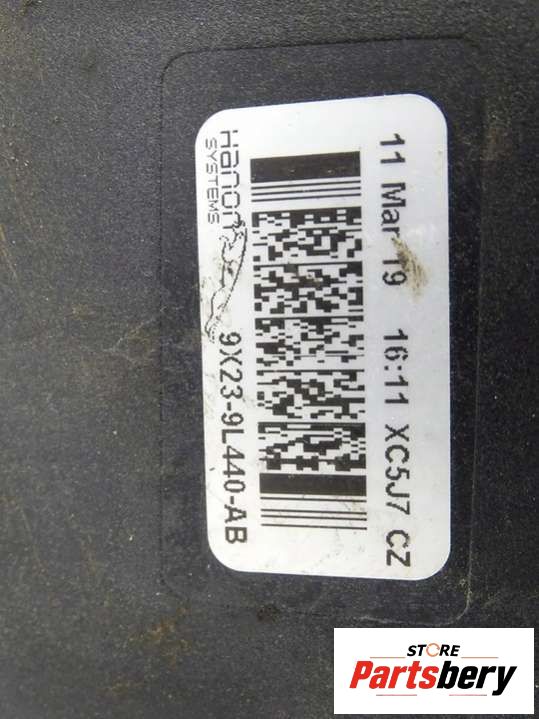 11 Mar 19 16:11 XC5J7 CZ
Hanon
SYSTEMS
9X23-9L440-AB
STORE
Partsbery